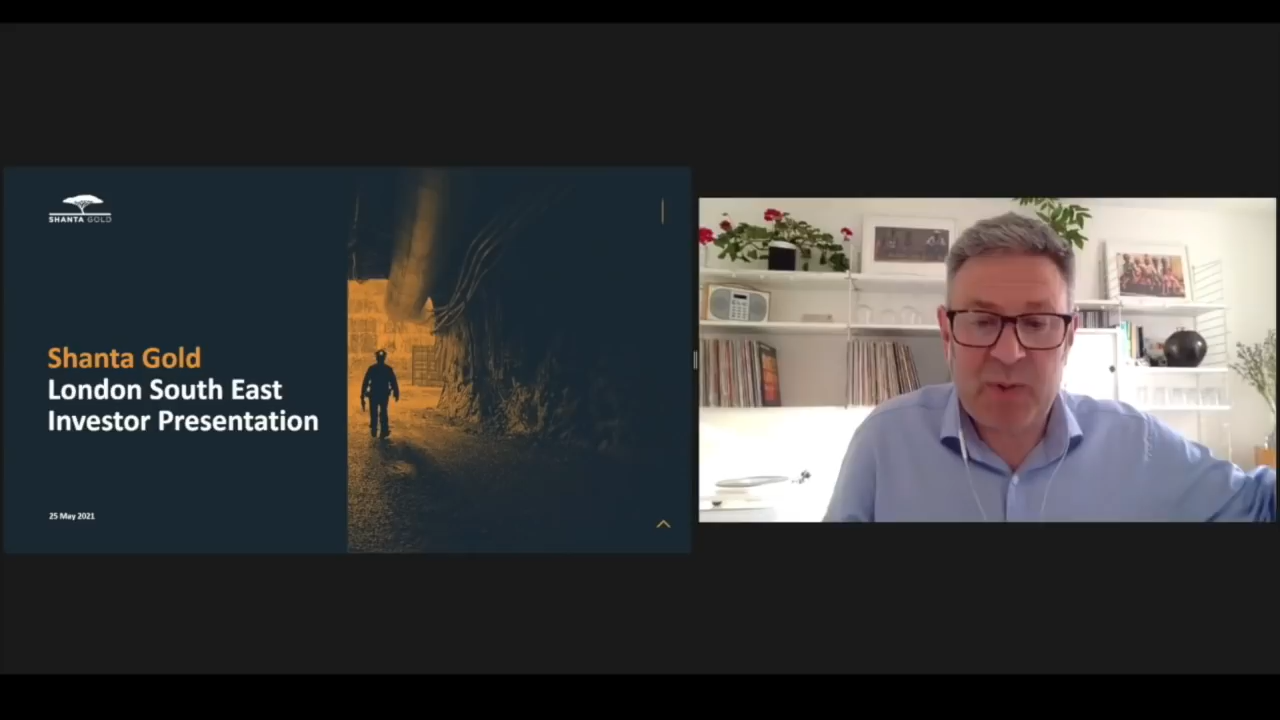 SHANTA GOLD
Shanta Gold
London South East
Investor Presentation
25 May 2021